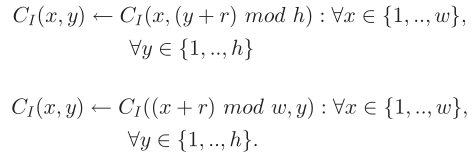 C_I(x, y) ← C_I(x, (y + r) mod h) : ∀x ∈ {1, .., w},
∀y ∈ {1, .., h}
C_I(x, y) ← C_I((x + r) mod w, y) : ∀x ∈ {1, .., w},
∀y ∈ {1, .., h}.